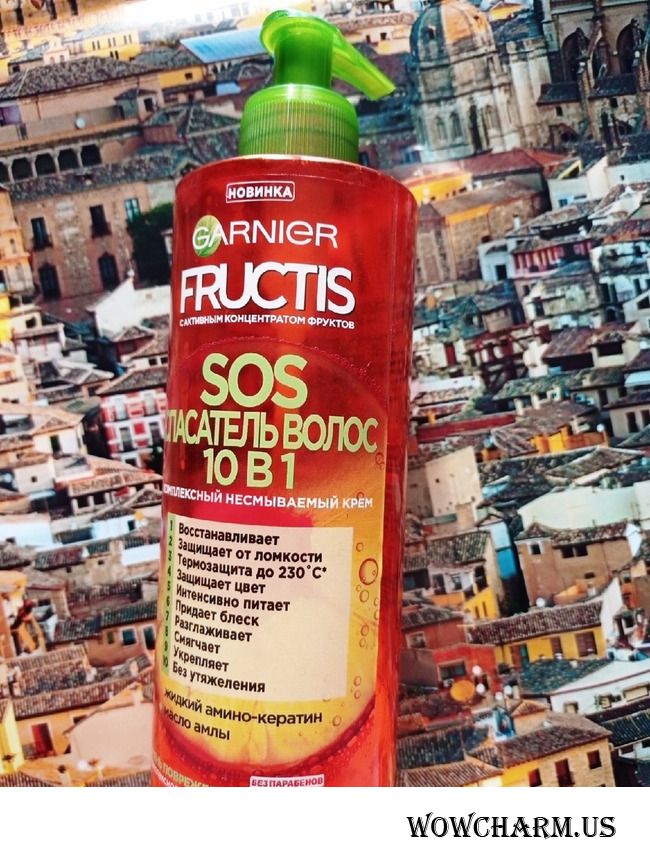 НОВИНКА
GARNIER
FRUCTIS
С АКТИВНЫМ КОНЦЕНТРАТОМ ФРУКТОВ
SOS
ПАСАТЕЛЬ ВОЛОС
10 В 1
КОМПЛЕКСНЫЙ НЕСМЫВАЕМЫЙ КРЕМ
1 Восстанавливает
2 Защищает от ломкости
3 Термозащита до 230°С*
4 Защищает цвет
5 Интенсивно питает
6 Придает блеск
7 Разглаживает
8 Смягчает
9 Укрепляет
10 Без утяжеления
жидкий амино-кератин
масло амлы
БЕЗ ПАРАБЕНОВ
WOWCHARM.US